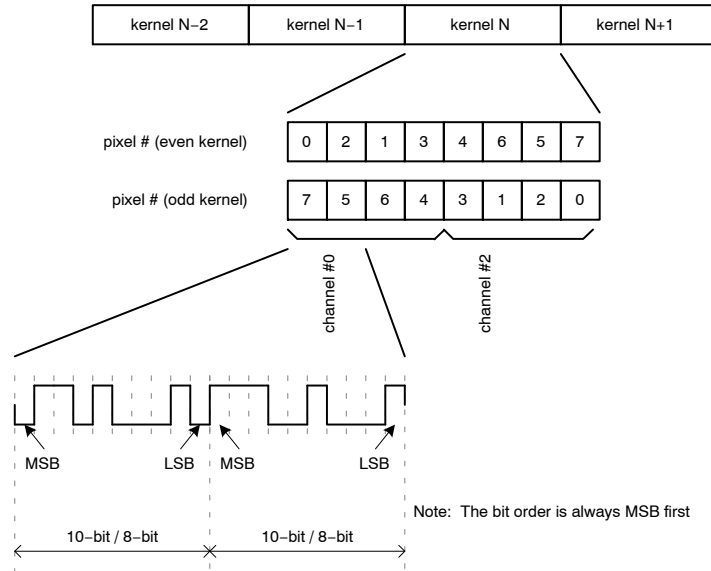 kernel N−2 kernel N−1 kernel N kernel N+1
pixel # (even kernel) 0 2 1 3 4 6 5 7
pixel # (odd kernel) 7 5 6 4 3 1 2 0
channel #0 channel #2
MSB LSB MSB LSB
Note: The bit order is always MSB first
10−bit / 8−bit 10−bit / 8−bit